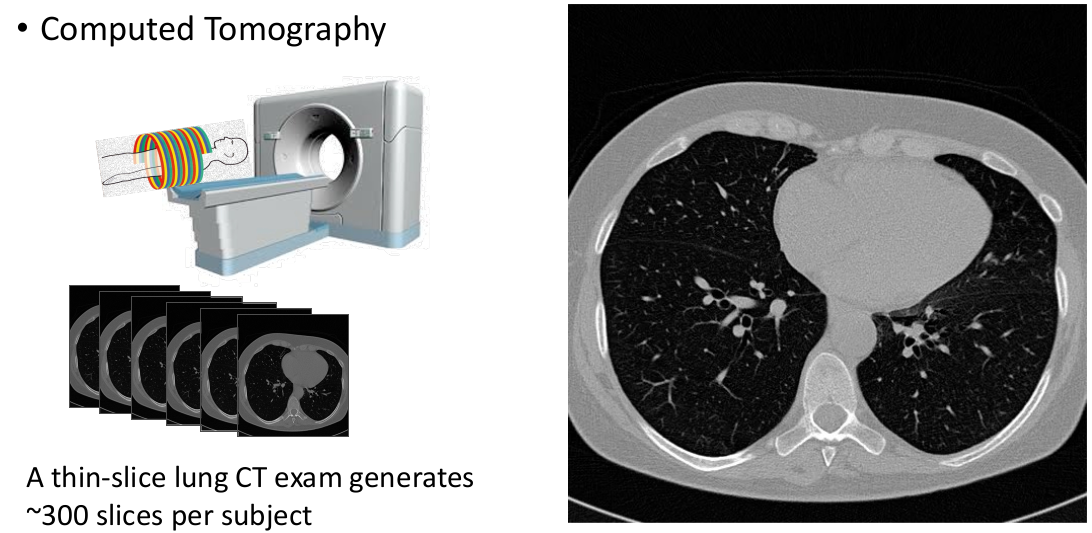 • Computed Tomography
A thin-slice lung CT exam generates
~300 slices per subject